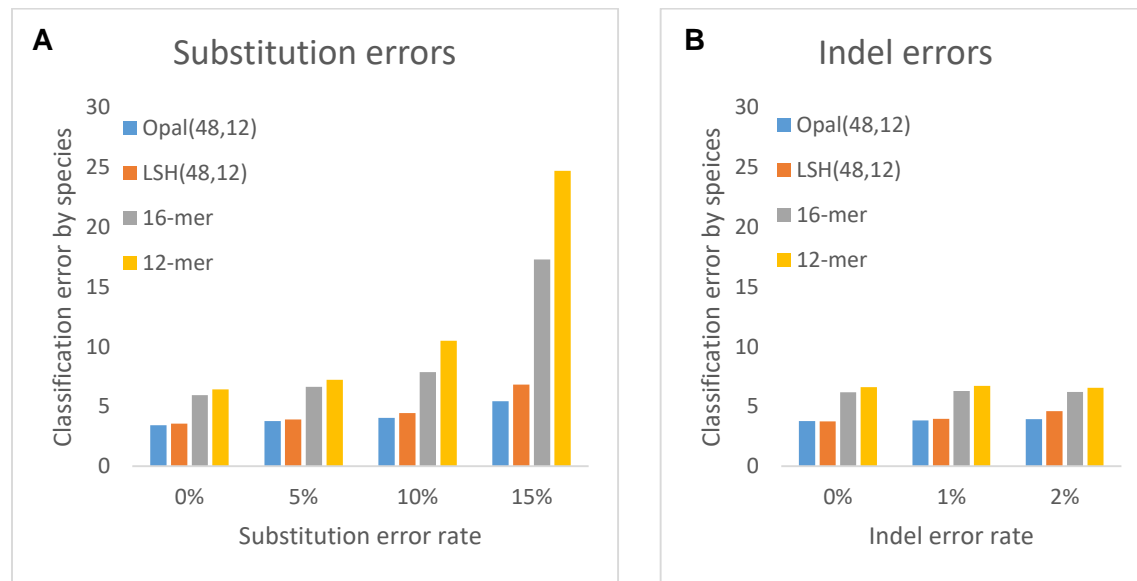 A
Substitution errors
Classification error by species
30
25
20
15
10
5
0
Opal(48,12)
LSH(48,12)
16-mer
12-mer
0% 5% 10% 15%
Substitution error rate
B
Indel errors
Classification error by speices
30
25
20
15
10
5
0
Opal(48,12)
LSH(48,12)
16-mer
12-mer
0% 1% 2%
Indel error rate